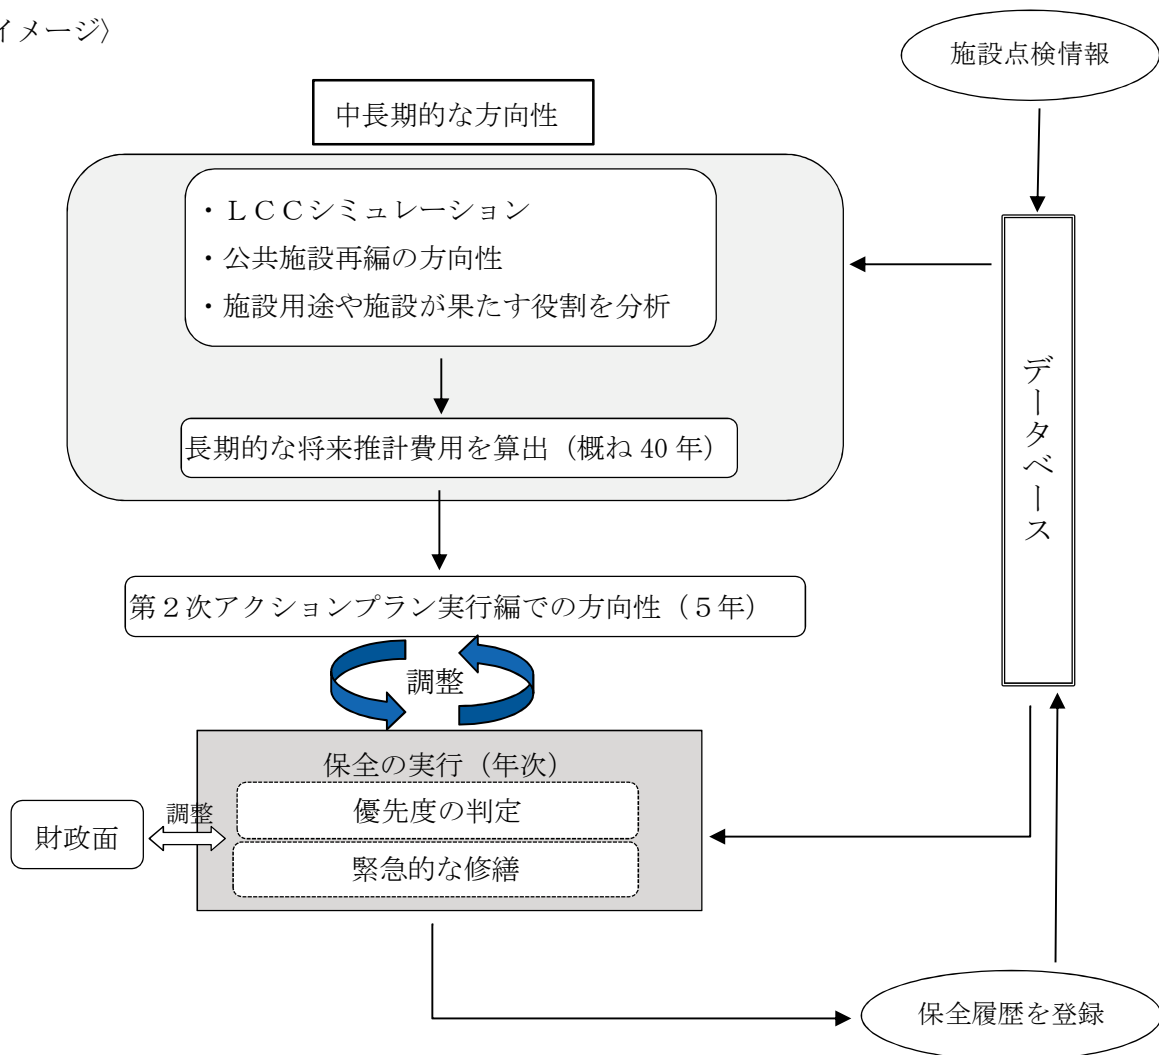 イメージ〉
施設点検情報
中長期的な方向性
・ＬＣＣシミュレーション
・公共施設再編の方向性
・施設用途や施設が果たす役割を分析
長期的な将来推計費用を算出（概ね 40 年）
データベース
第２次アクションプラン実行編での方向性（５年）
調整
保全の実行（年次）
優先度の判定
緊急的な修繕
調整
財政面
保全履歴を登録